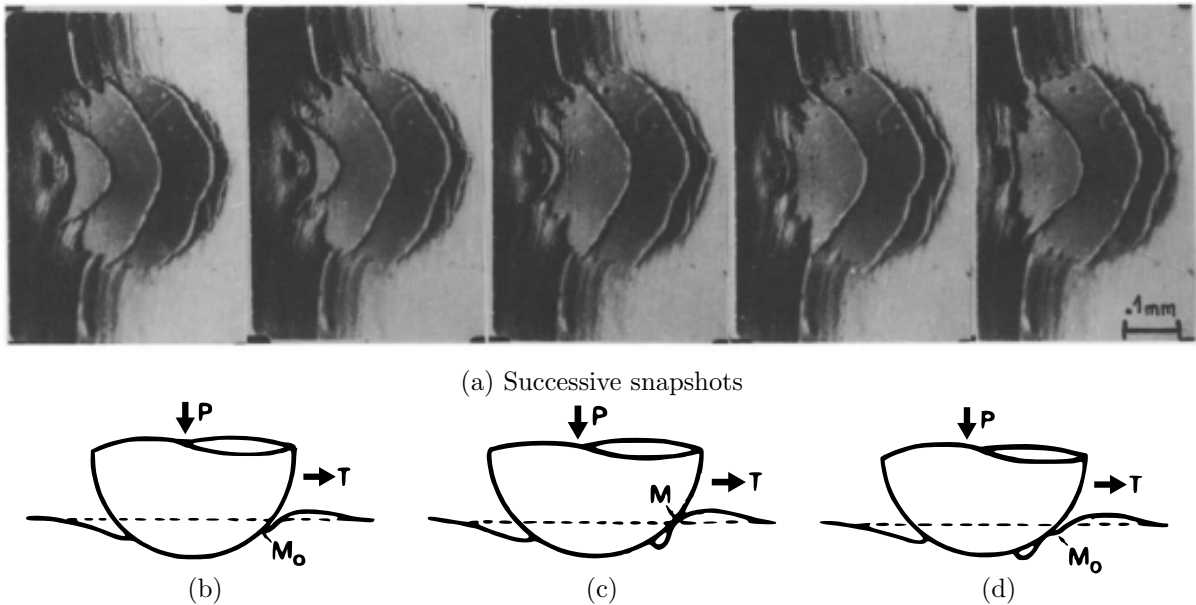 .1mm
(a) Successive snapshots
P
T
M₀
(b)
P
T
M
(c)
P
T
M₀
(d)